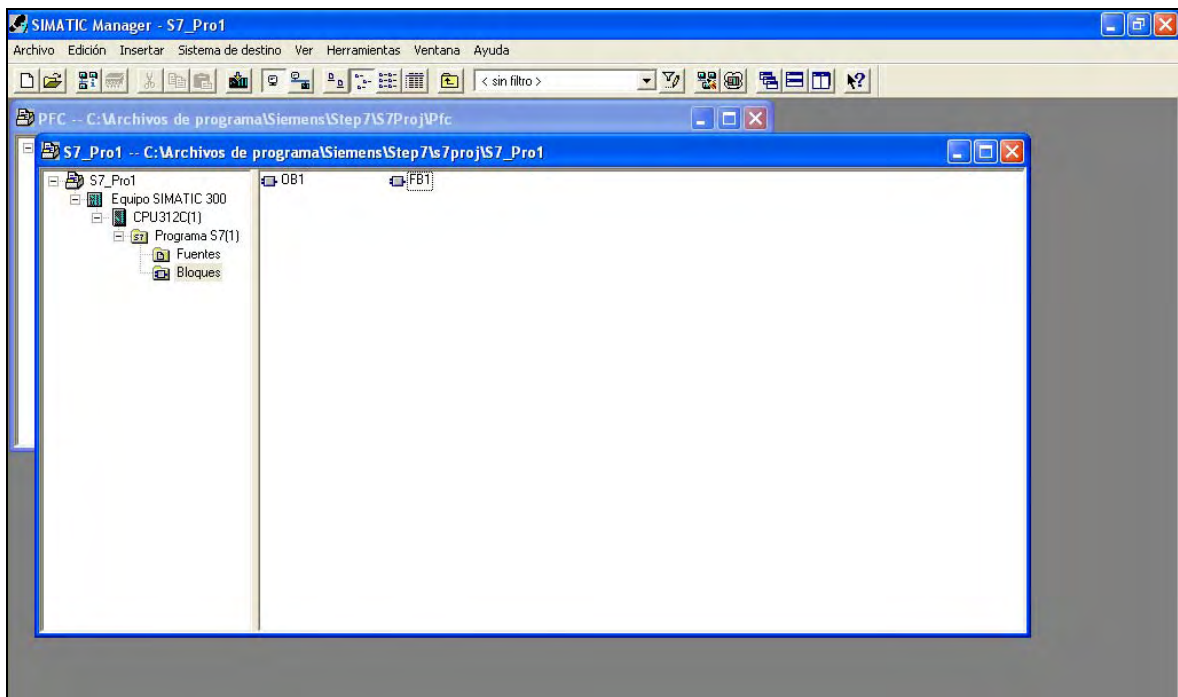 SIMATIC Manager - S7_Pro1
Archivo Edición Insertar Sistema de destino Ver Herramientas Ventana Ayuda
< sin filtro >
PFC -- C:\Archivos de programa\Siemens\Step7\S7Proj\Pfc
S7_Pro1 -- C:\Archivos de programa\Siemens\Step7\s7proj\S7_Pro1
S7_Pro1
Equipo SIMATIC 300
CPU312C(1)
Programa S7(1)
Fuentes
Bloques
OB1 FB1